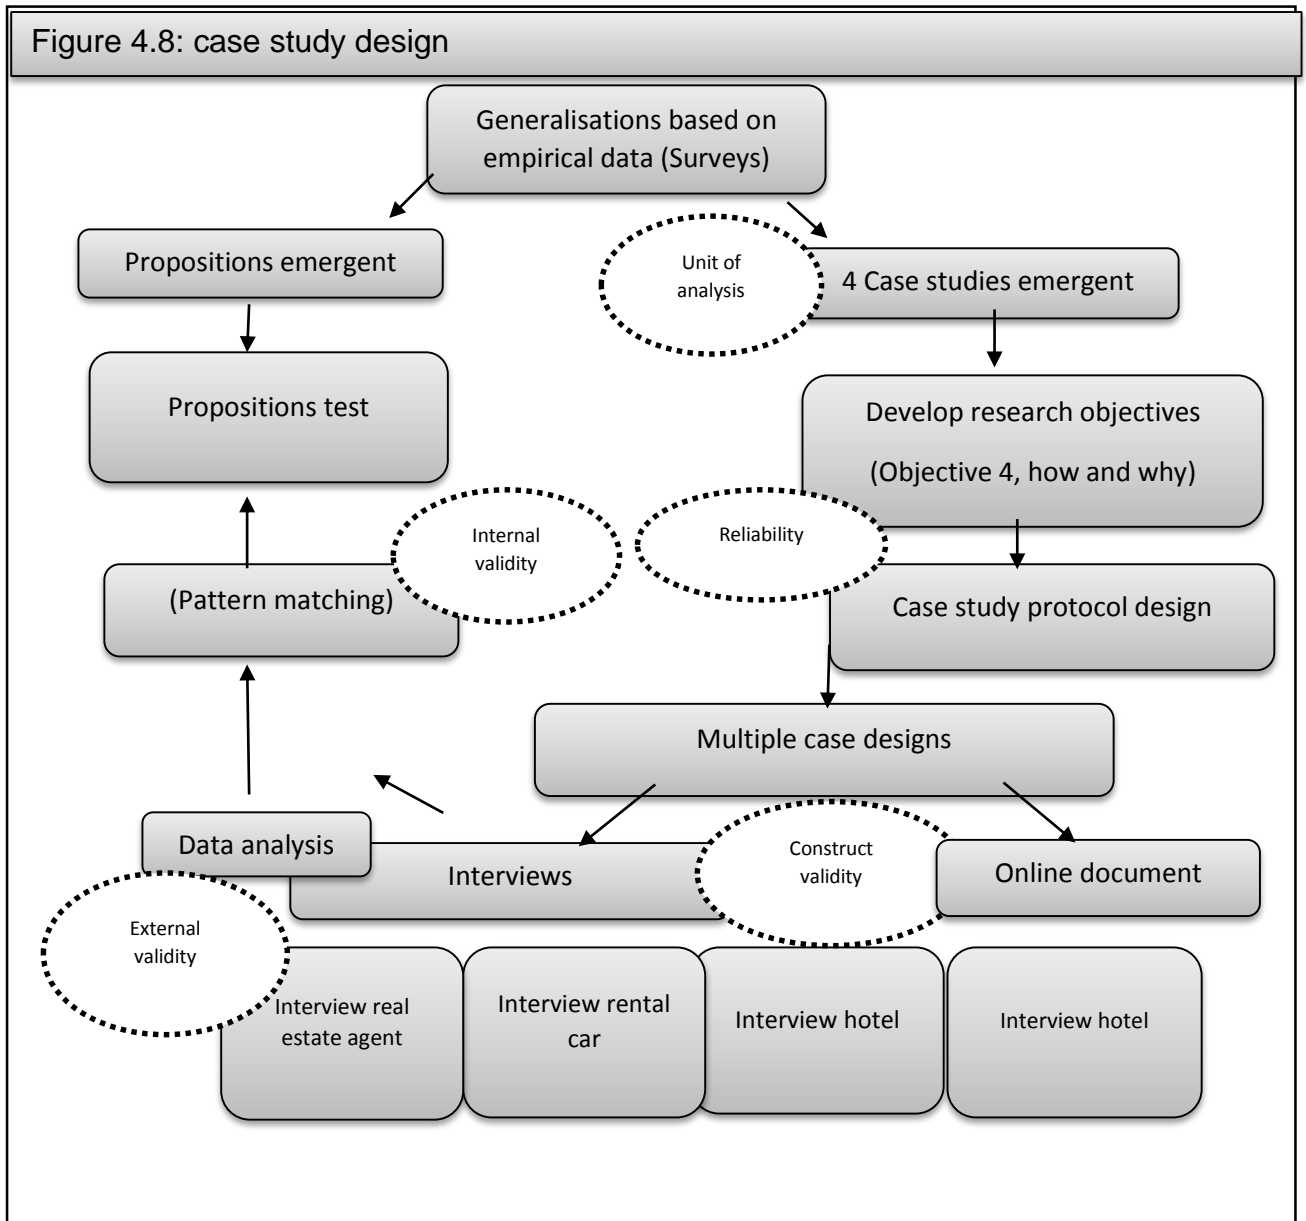 Figure 4.8: case study design
Generalisations based on
empirical data (Surveys)
Propositions emergent
Unit of
analysis
4 Case studies emergent
Propositions test
Develop research objectives
(Objective 4, how and why)
Internal
validity
Reliability
(Pattern matching)
Case study protocol design
Multiple case designs
Data analysis
Interviews
Construct
validity
Online document
External
validity
Interview real
estate agent
Interview rental
car
Interview hotel
Interview hotel